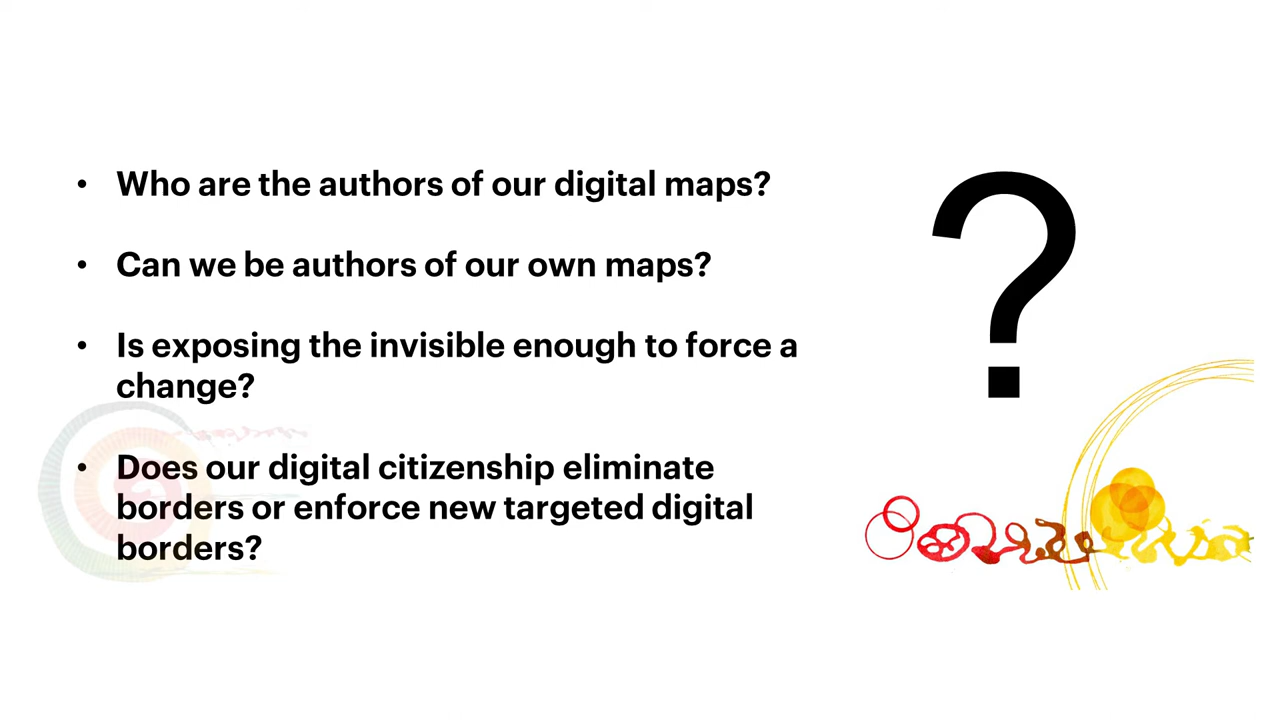 • Who are the authors of our digital maps?
• Can we be authors of our own maps?
• Is exposing the invisible enough to force a
change?
• Does our digital citizenship eliminate
borders or enforce new targeted digital
borders?
?